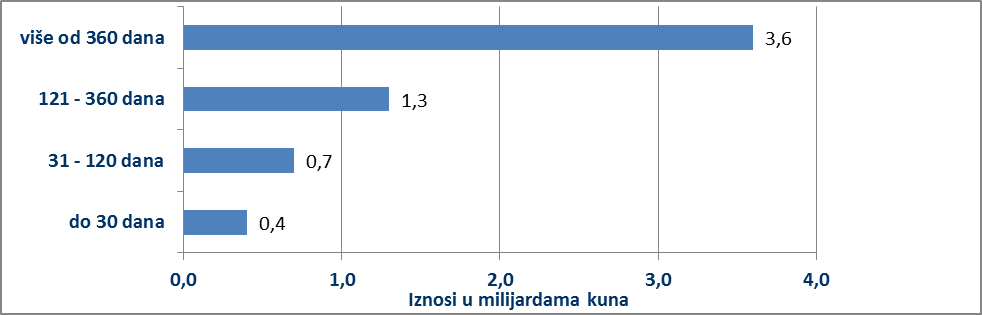 više od 360 dana 3,6
121 - 360 dana 1,3
31 - 120 dana 0,7
do 30 dana 0,4
0,0 1,0 2,0 3,0 4,0
Iznosi u milijardama kuna